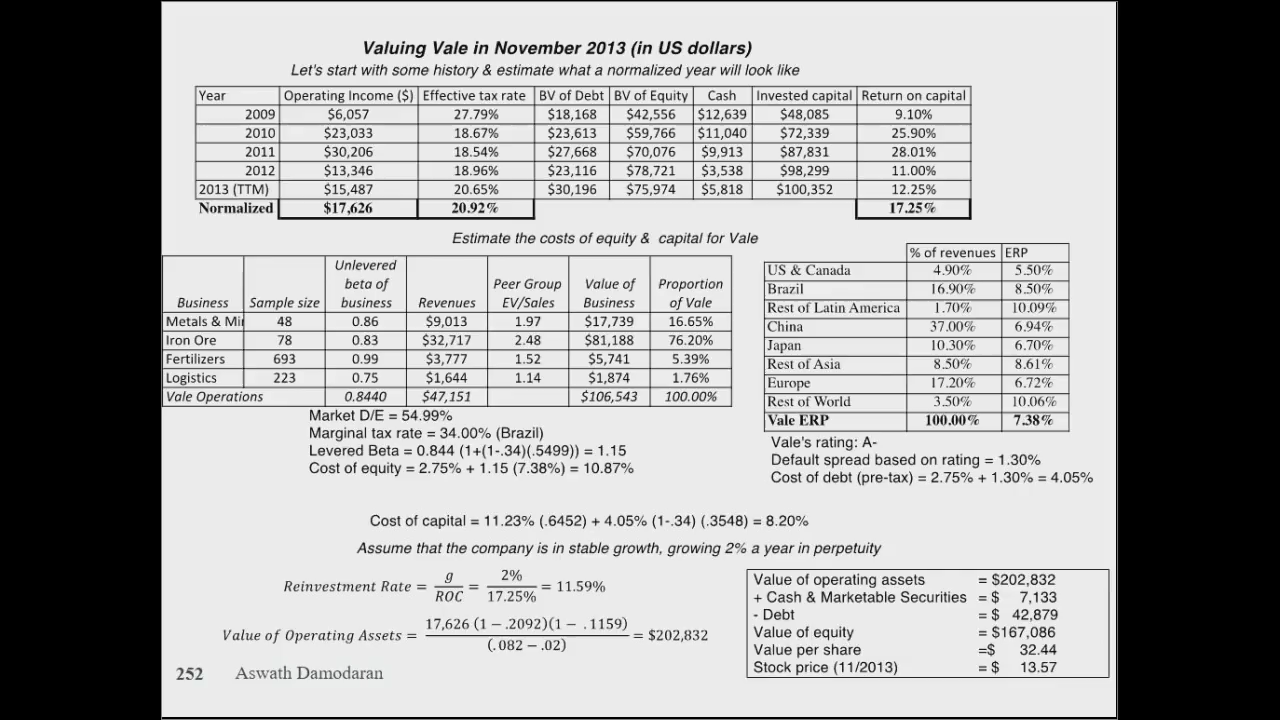 Valuing Vale in November 2013 (in US dollars)
Let's start with some history & estimate what a normalized year will look like
Year Operating Income ($) Effective tax rate BV of Debt BV of Equity Cash Invested capital Return on capital
2009 $6,057 27.79% $18,168 $42,556 $12,639 $48,085 9.10%
2010 $23,033 18.67% $23,613 $59,766 $11,040 $72,339 25.90%
2011 $30,206 18.54% $27,668 $70,076 $9,913 $87,831 28.01%
2012 $13,346 18.96% $23,116 $78,721 $3,538 $98,299 11.00%
2013 (TTM) $15,487 20.65% $30,196 $75,974 $5,818 $100,352 12.25%
Normalized $17,626 20.92% 17.25%
Estimate the costs of equity & capital for Vale
Business Sample size Unlevered beta of business Revenues Peer Group EV/Sales Value of Business Proportion of Vale
Metals & Mi 48 0.86 $9,013 1.97 $17,739 16.65%
Iron Ore 78 0.83 $32,717 2.48 $81,188 76.20%
Fertilizers 693 0.99 $3,777 1.52 $5,741 5.39%
Logistics 223 0.75 $1,644 1.14 $1,874 1.76%
Vale Operations 0.8440 $47,151 $106,543 100.00%
% of revenues ERP
US & Canada 4.90% 5.50%
Brazil 16.90% 8.50%
Rest of Latin America 1.70% 10.09%
China 37.00% 6.94%
Japan 10.30% 6.70%
Rest of Asia 8.50% 8.61%
Europe 17.20% 6.72%
Rest of World 3.50% 10.06%
Vale ERP 100.00% 7.38%
Market D/E = 54.99%
Marginal tax rate = 34.00% (Brazil)
Levered Beta = 0.844 (1+(1-.34)(.5499)) = 1.15
Cost of equity = 2.75% + 1.15 (7.38%) = 10.87%
Vale's rating: A-
Default spread based on rating = 1.30%
Cost of debt (pre-tax) = 2.75% + 1.30% = 4.05%
Cost of capital = 11.23% (.6452) + 4.05% (1-.34) (.3548) = 8.20%
Assume that the company is in stable growth, growing 2% a year in perpetuity
Reinvestment Rate = g/ROC = 2%/17.25% = 11.59%
Value of Operating Assets = 17,626 (1 − .2092)(1 − .1159)/(.082 − .02) = $202,832
Value of operating assets = $202,832
+ Cash & Marketable Securities = $ 7,133
- Debt = $ 42,879
Value of equity = $167,086
Value per share =$ 32.44
Stock price (11/2013) = $ 13.57
252 Aswath Damodaran